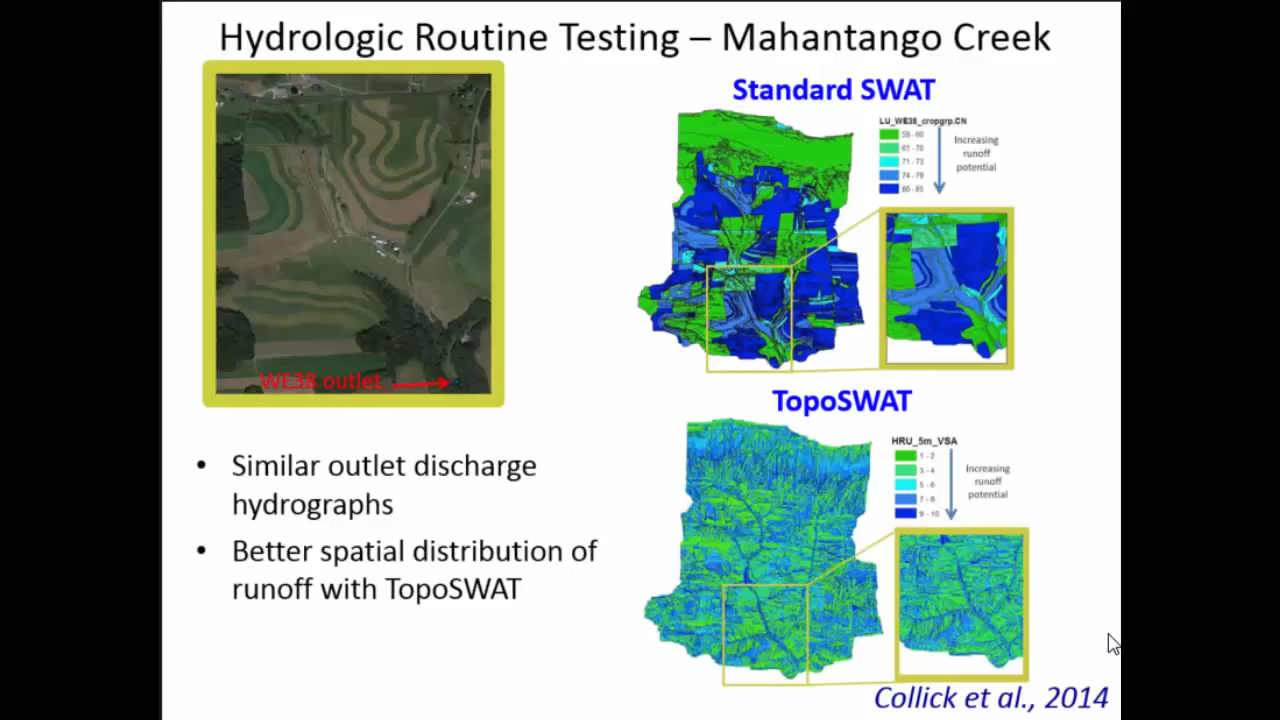 Hydrologic Routine Testing – Mahantango Creek
WE38 outlet
• Similar outlet discharge
hydrographs
• Better spatial distribution of
runoff with TopoSWAT
Standard SWAT
LU_WE38_cropgrp.CN
59 - 60
61 - 70
71 - 73
74 - 79
80 - 85
Increasing
runoff
potential
TopoSWAT
HRU_5m_VSA
1 - 2
3 - 4
5 - 6
7 - 8
9 - 10
Increasing
runoff
potential
Collick et al., 2014